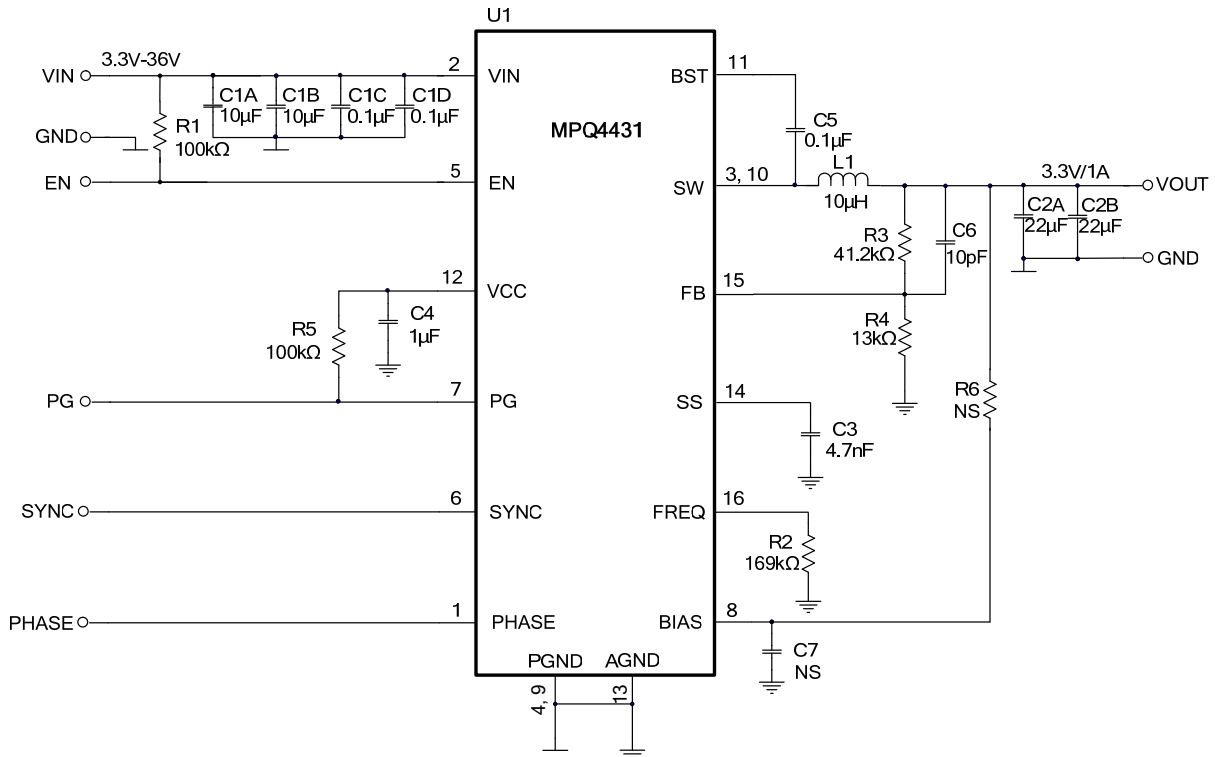 U1
MPQ4431
VIN
3.3V-36V
2
VIN
C1A
10µF
C1B
10µF
C1C
0.1µF
C1D
0.1µF
GND
R1
100kΩ
EN
5
EN
12
VCC
C4
1µF
R5
100kΩ
PG
7
PG
SYNC
6
SYNC
PHASE
1
PHASE
BST
11
C5
0.1µF
SW
3, 10
L1
10µH
3.3V/1A
VOUT
R3
41.2kΩ
C6
10pF
C2A
22µF
C2B
22µF
GND
FB
15
R4
13kΩ
R6
NS
SS
14
C3
4.7nF
FREQ
16
R2
169kΩ
BIAS
8
C7
NS
PGND
AGND
4, 9
13